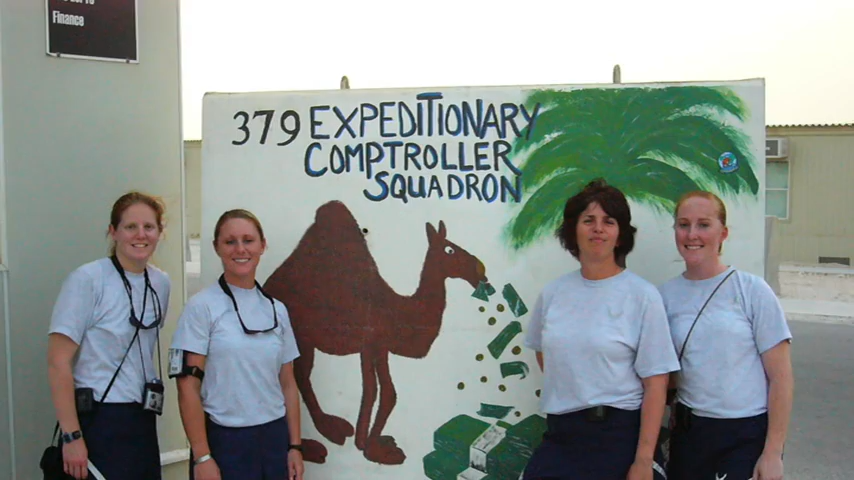 Finance
379 EXPEDITIONARY
COMPTROLLER
SQUADRON